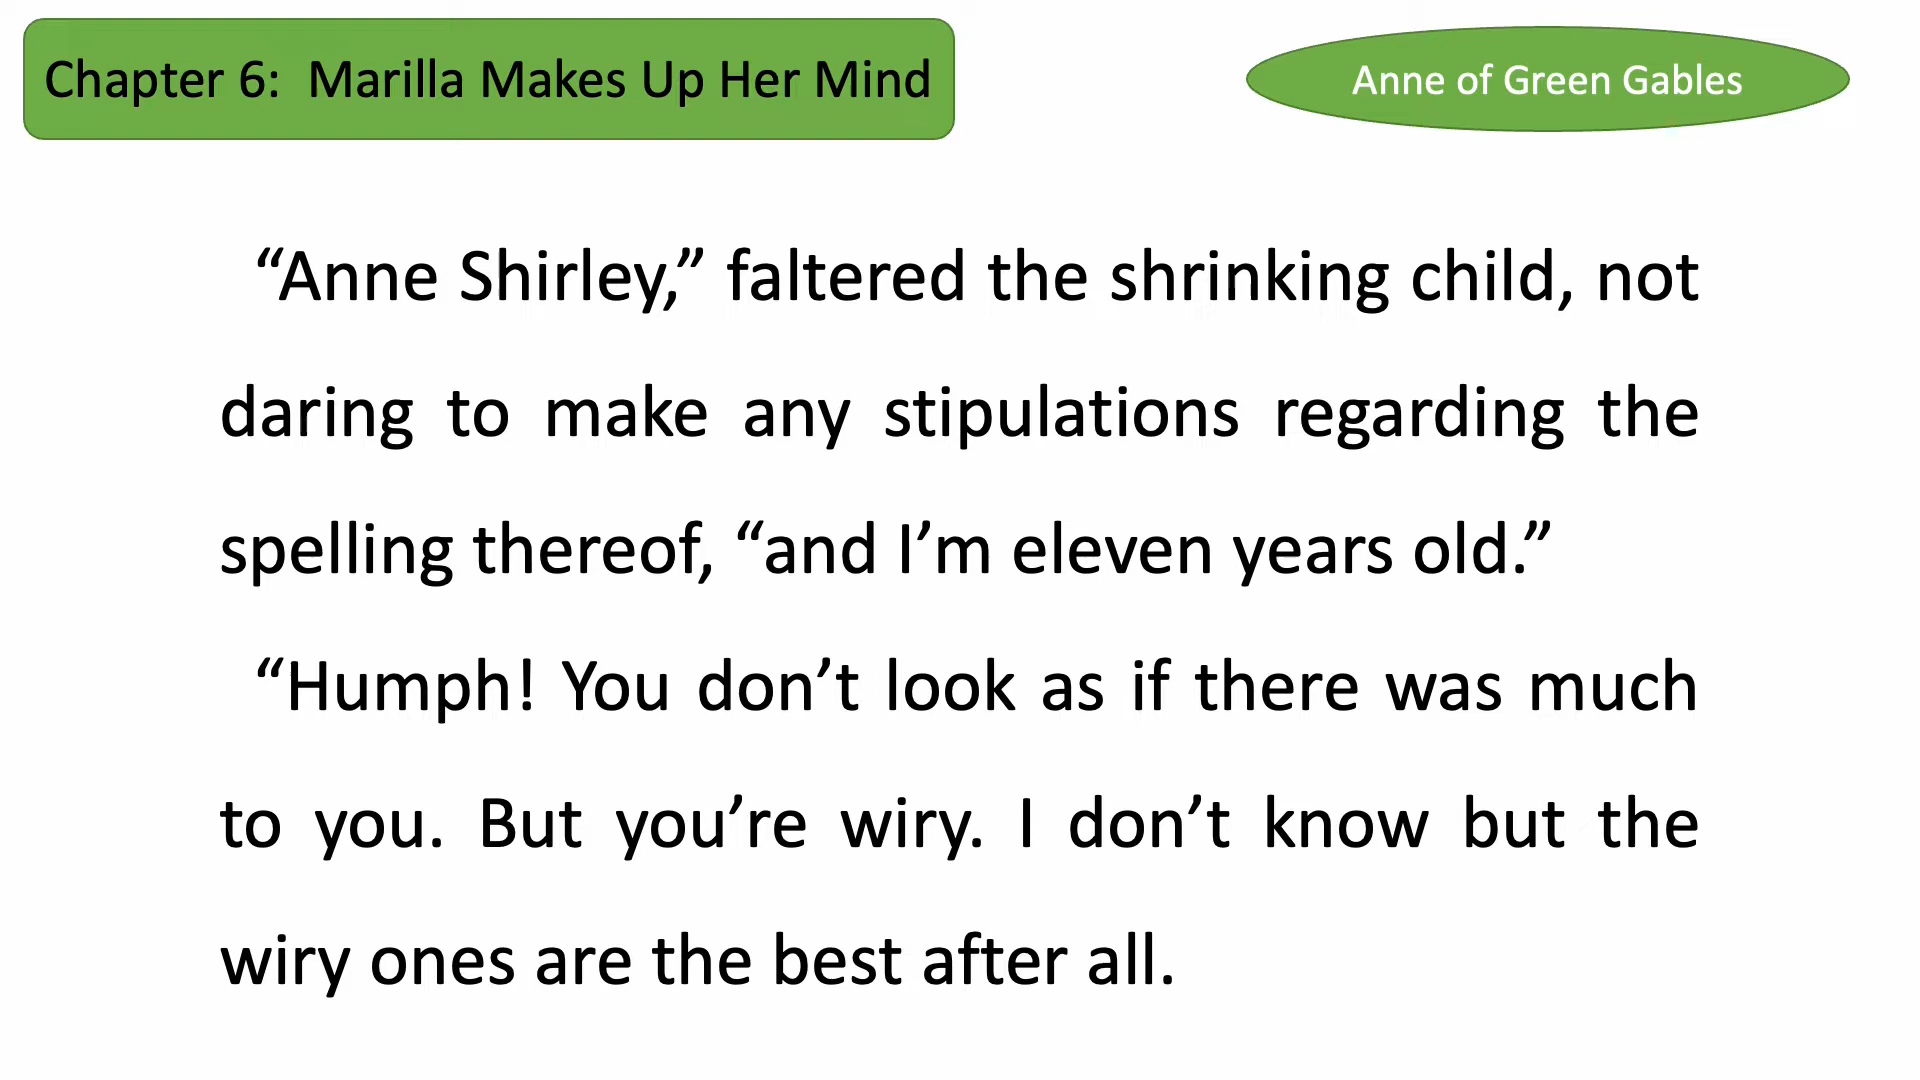 Chapter 6:  Marilla Makes Up Her Mind
Anne of Green Gables
“Anne Shirley,” faltered the shrinking child, not
daring to make any stipulations regarding the
spelling thereof, “and I’m eleven years old.”
“Humph! You don’t look as if there was much
to you. But you’re wiry. I don’t know but the
wiry ones are the best after all.